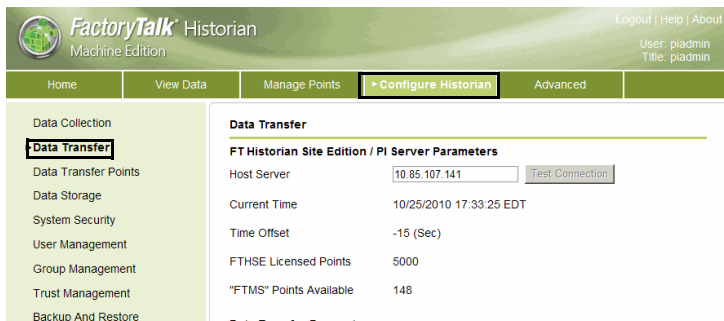 FactoryTalk® Historian
Machine Edition
Logout | Help | About
User: piadmin
Title: piadmin
Home View Data Manage Points Configure Historian Advanced
Data Collection
Data Transfer
Data Transfer Points
Data Storage
System Security
User Management
Group Management
Trust Management
Backup And Restore
Data Transfer
FT Historian Site Edition / PI Server Parameters
Host Server 10.85.107.141 Test Connection
Current Time 10/25/2010 17:33:25 EDT
Time Offset -15 (Sec)
FTHSE Licensed Points 5000
"FTMS" Points Available 148